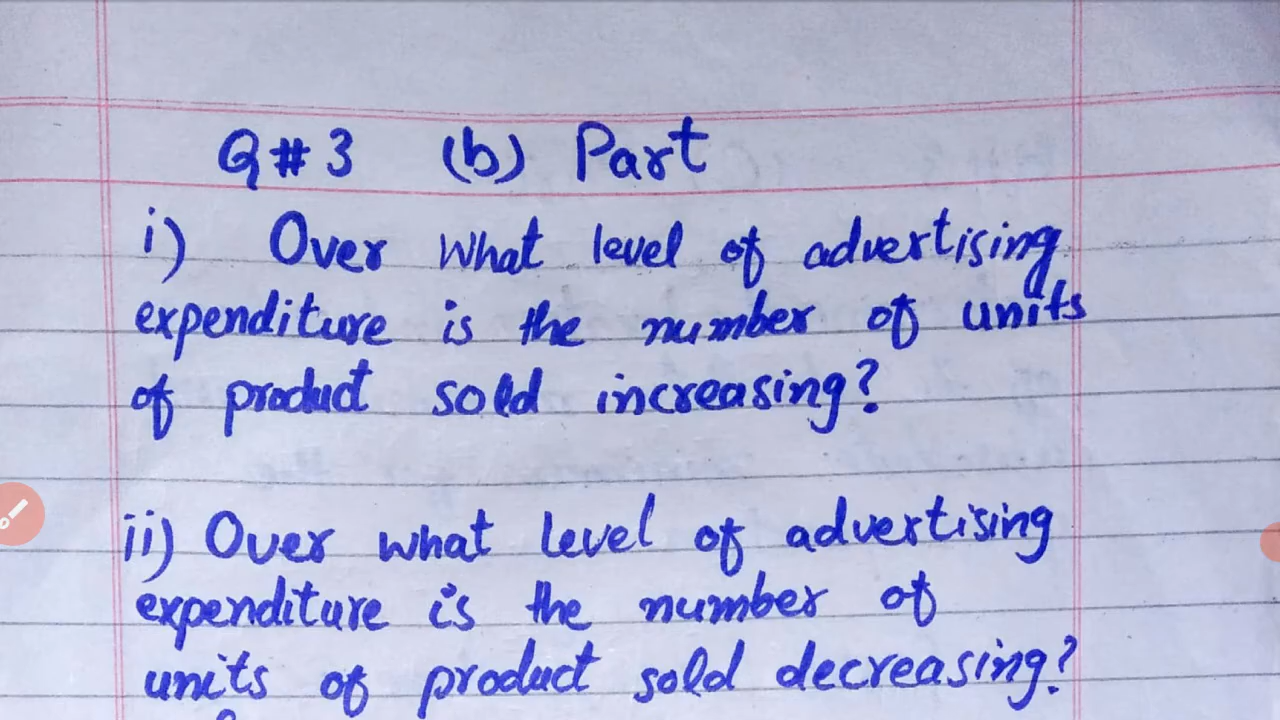 Q#3 (b) Part
i) Over What level of advertising
expenditure is the number of units
of product sold increasing?
ii) Over what level of advertising
expenditure is the number of
units of product sold decreasing?